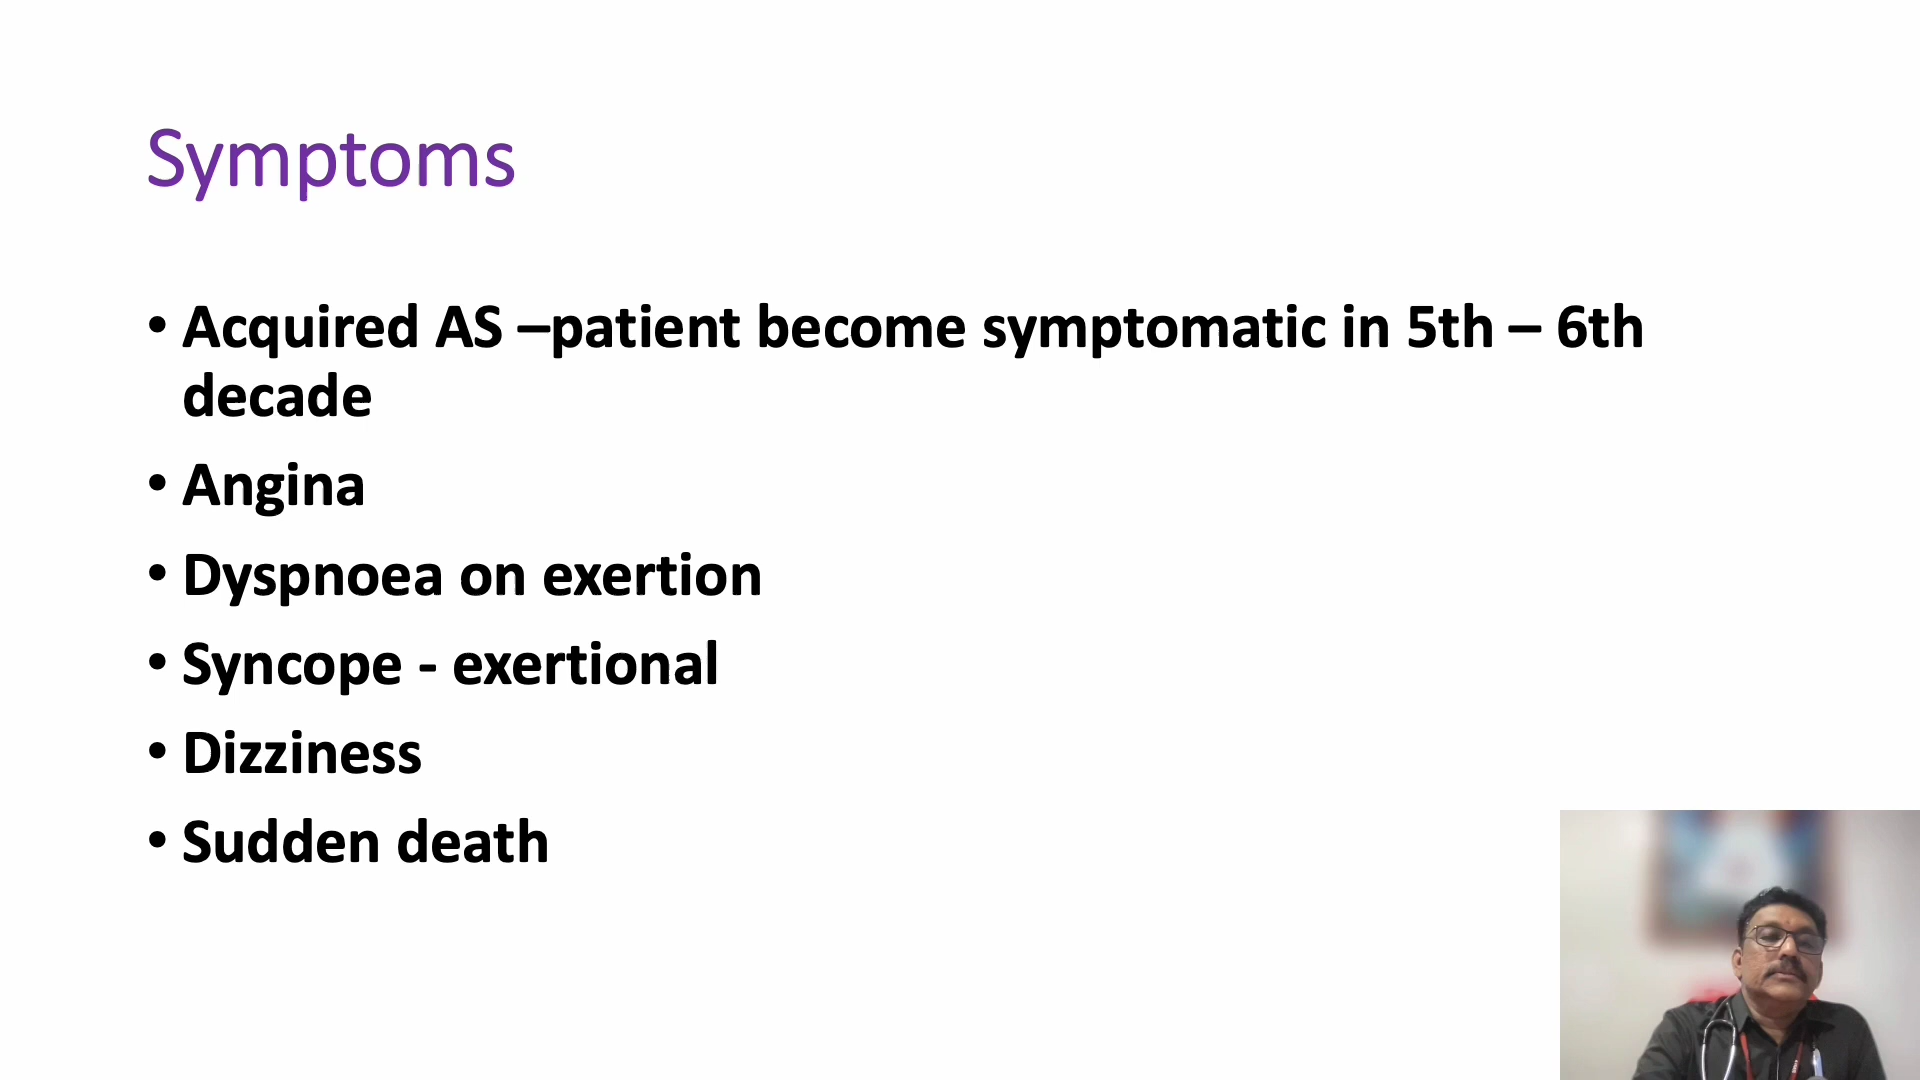 Symptoms
• Acquired AS –patient become symptomatic in 5th – 6th
decade
• Angina
• Dyspnoea on exertion
• Syncope - exertional
• Dizziness
• Sudden death